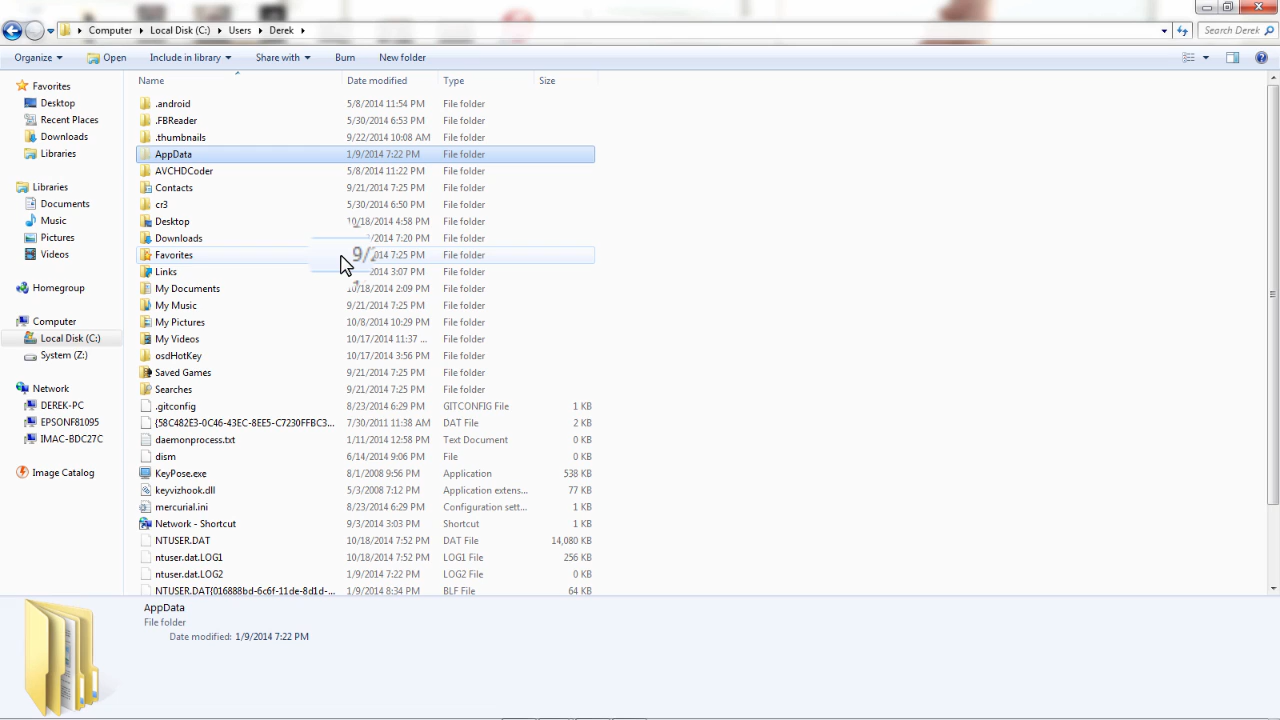 Computer Local Disk (C:) Users Derek Search Derek
Organize Open Include in library Share with Burn New folder
Name Date modified Type Size
Favorites
Desktop
Recent Places
Downloads
Libraries
Libraries
Documents
Music
Pictures
Videos
Homegroup
Computer
Local Disk (C:)
System (Z:)
Network
DEREK-PC
EPSONF81095
IMAC-BDC27C
Image Catalog
.android 5/8/2014 11:54 PM File folder
.FBReader 5/30/2014 6:53 PM File folder
.thumbnails 9/22/2014 10:08 AM File folder
AppData 1/9/2014 7:22 PM File folder
AVCHDCoder 5/8/2014 11:22 PM File folder
Contacts 9/21/2014 7:25 PM File folder
cr3 5/30/2014 6:50 PM File folder
Desktop 10/18/2014 4:58 PM File folder
Downloads /2014 7:20 PM File folder
Favorites 9/2 014 7:25 PM File folder
Links 2014 3:07 PM File folder
My Documents 10/18/2014 2:09 PM File folder
My Music 9/21/2014 7:25 PM File folder
My Pictures 10/8/2014 10:29 PM File folder
My Videos 10/17/2014 11:37 ... File folder
osdHotKey 10/17/2014 3:56 PM File folder
Saved Games 9/21/2014 7:25 PM File folder
Searches 9/21/2014 7:25 PM File folder
.gitconfig 8/23/2014 6:29 PM GITCONFIG File 1 KB
{58C482E3-0C46-43EC-8EE5-C7230FFBC3... 7/30/2011 11:38 AM DAT File 2 KB
daemonprocess.txt 1/11/2014 12:58 PM Text Document 0 KB
dism 6/14/2014 9:06 PM File 0 KB
KeyPose.exe 8/1/2008 9:56 PM Application 538 KB
keyvizhook.dll 5/3/2008 7:12 PM Application extens... 77 KB
mercurial.ini 8/23/2014 6:29 PM Configuration sett... 1 KB
Network - Shortcut 9/3/2014 3:03 PM Shortcut 1 KB
NTUSER.DAT 10/18/2014 7:52 PM DAT File 14,080 KB
ntuser.dat.LOG1 10/18/2014 7:52 PM LOG1 File 256 KB
ntuser.dat.LOG2 1/9/2014 7:22 PM LOG2 File 0 KB
NTUSER.DAT{016888bd-6c6f-11de-8d1d-... 1/9/2014 8:34 PM BLF File 64 KB
AppData
File folder
Date modified: 1/9/2014 7:22 PM